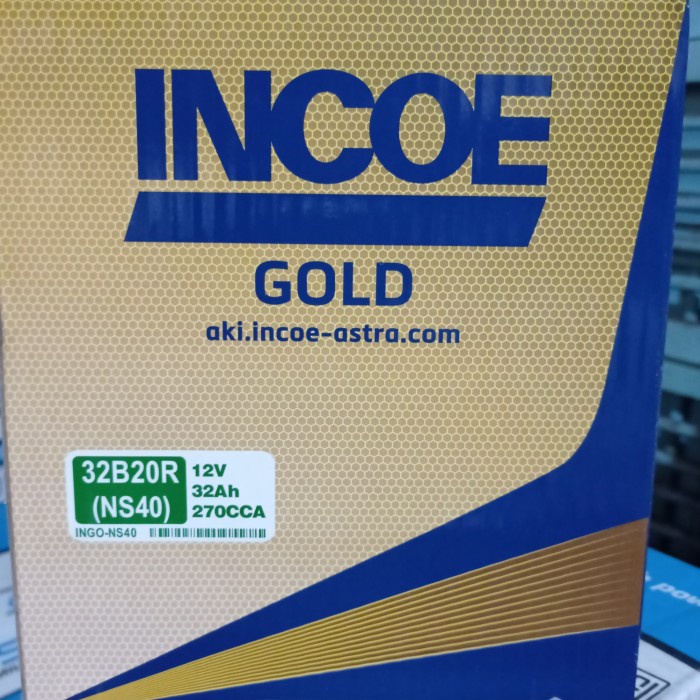 INCOE
GOLD
aki.incoe-astra.com
32B20R
(NS40)
12V
32Ah
270CCA
INGO-NS40